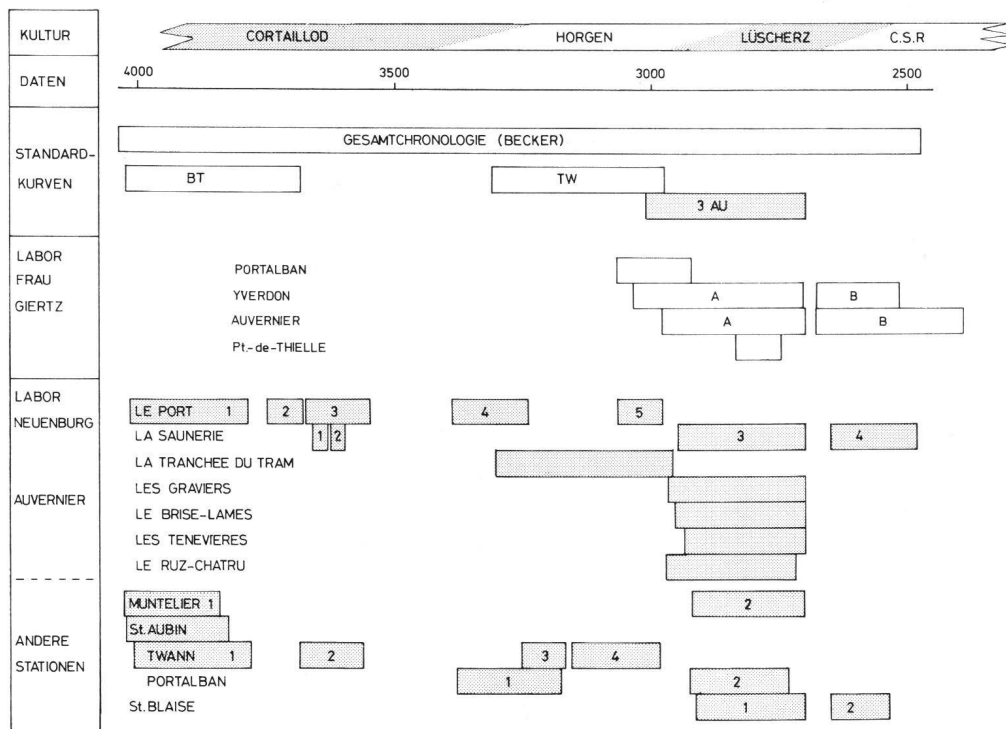 KULTUR CORTAILLOD HORGEN LÜSCHERZ C.S.R
DATEN 4000 3500 3000 2500
GESAMTCHRONOLOGIE (BECKER)
STANDARD-
KURVEN
BT TW
3 AU
LABOR
FRAU
GIERTZ
PORTALBAN
YVERDON A B
AUVERNIER A B
Pt.-de-THIELLE
LABOR
NEUENBURG
AUVERNIER
LE PORT 1 2 3 4 5
LA SAUNERIE 1 2 3 4
LA TRANCHEE DU TRAM
LES GRAVIERS
LE BRISE-LAMES
LES TENEVIERES
LE RUZ-CHATRU
ANDERE
STATIONEN
MUNTELIER 1 2
St. AUBIN
TWANN 1 2 3 4
PORTALBAN 1 2
St. BLAISE 1 2